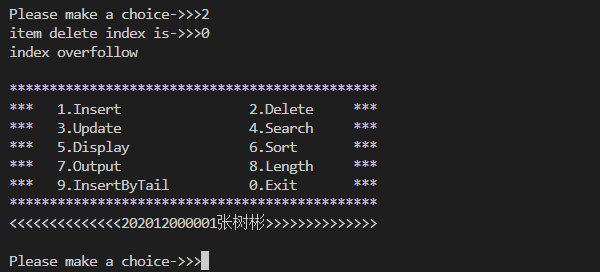 Please make a choice->>>2
item delete index is->>>0
index overfollow
**********************************************
***   1.Insert                2.Delete     ***
***   3.Update                4.Search     ***
***   5.Display               6.Sort       ***
***   7.Output                8.Length     ***
***   9.InsertByTail          0.Exit       ***
**********************************************
<<<<<<<<<<<<<<202012000001张树彬>>>>>>>>>>>>>>
Please make a choice->>>